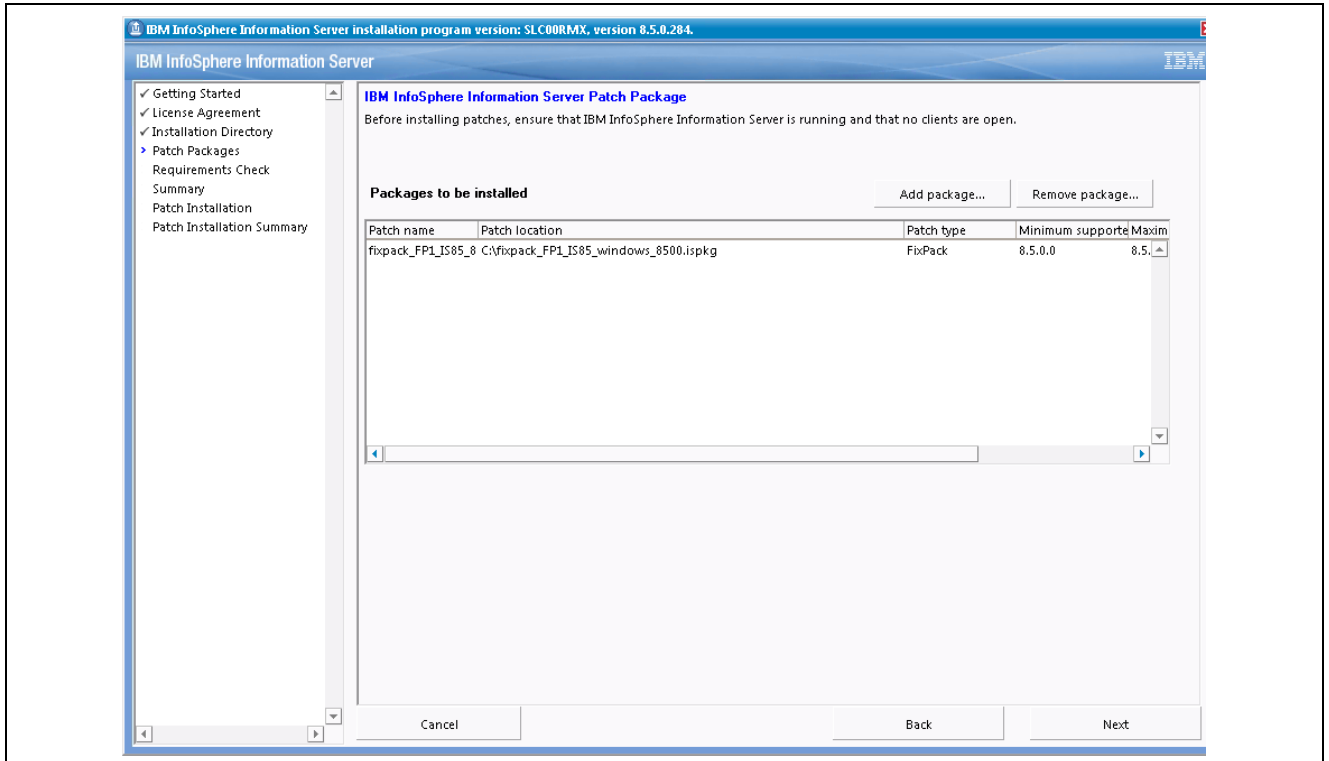 IBM InfoSphere Information Server installation program version: SLC00RMX, version 8.5.0.284.
IBM InfoSphere Information Server
IBM
Getting Started
License Agreement
Installation Directory
Patch Packages
Requirements Check
Summary
Patch Installation
Patch Installation Summary
IBM InfoSphere Information Server Patch Package
Before installing patches, ensure that IBM InfoSphere Information Server is running and that no clients are open.
Packages to be installed
Add package...
Remove package...
Patch name Patch location Patch type Minimum supporte Maxim
fixpack_FP1_IS85_8 C:\fixpack_FP1_IS85_windows_8500.ispkg FixPack 8.5.0.0 8.5.
Cancel
Back
Next